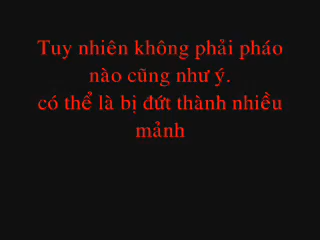 Tuy nhiên không phải pháo
nào cũng như ý.
có thể là bị đứt thành nhiều
mảnh